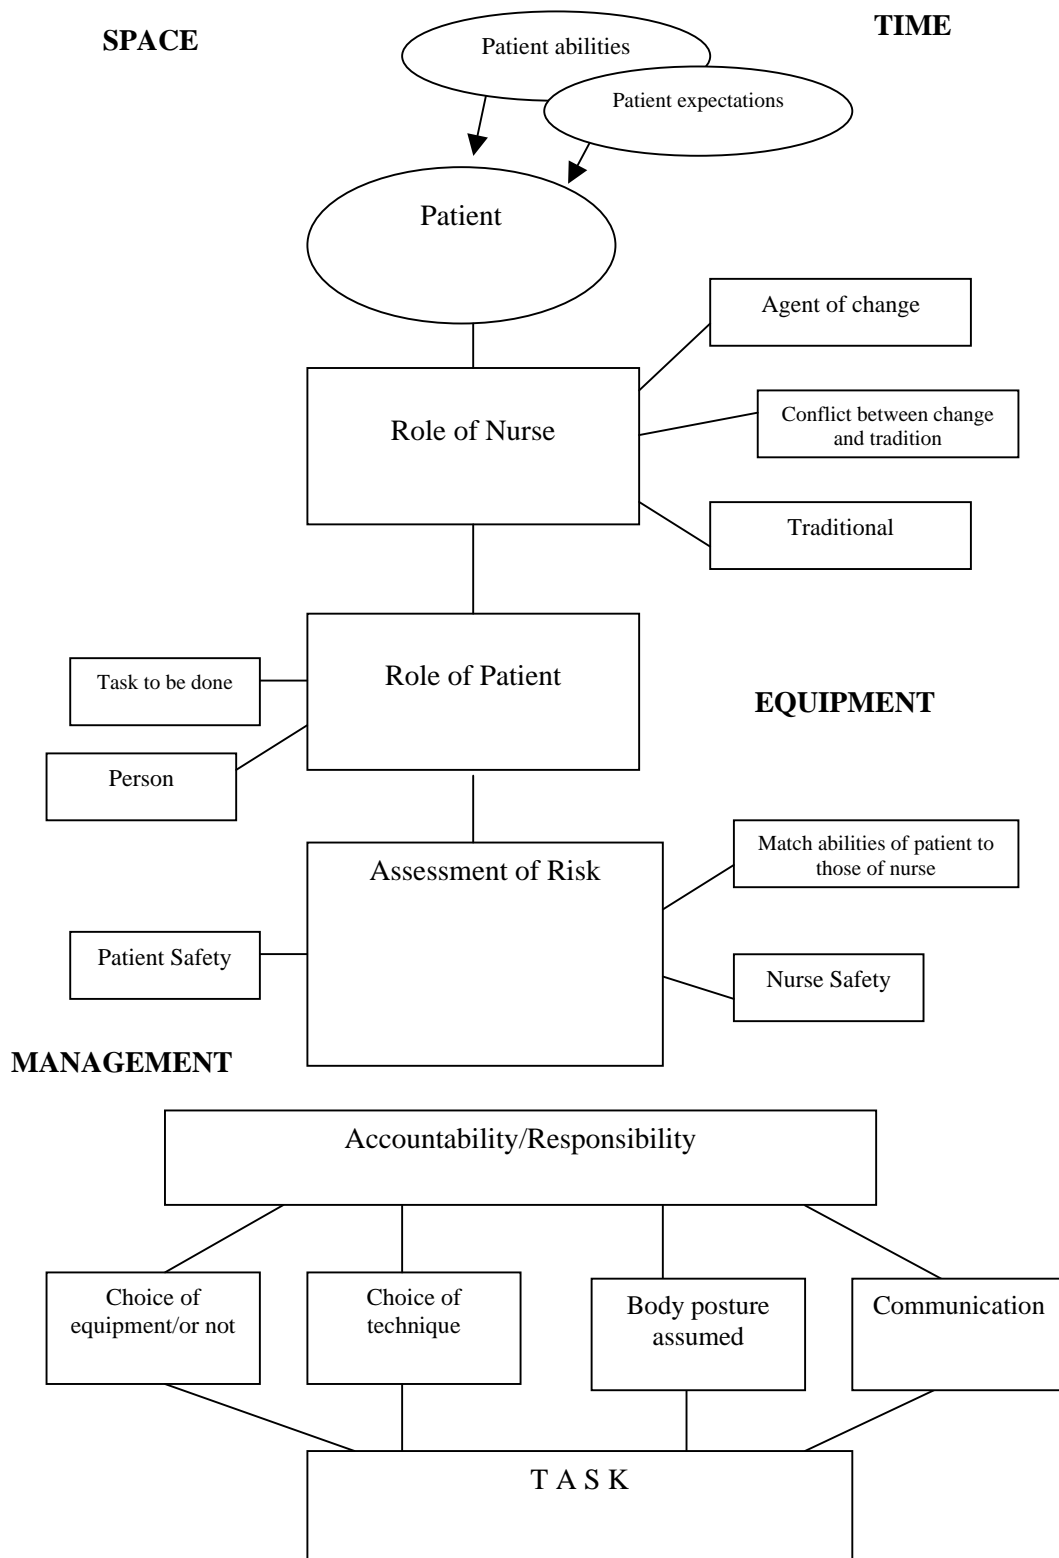 SPACE
TIME
Patient abilities
Patient expectations
Patient
Agent of change
Role of Nurse
Conflict between change
and tradition
Traditional
Task to be done
Role of Patient
EQUIPMENT
Person
Assessment of Risk
Match abilities of patient to
those of nurse
Patient Safety
Nurse Safety
MANAGEMENT
Accountability/Responsibility
Choice of
equipment/or not
Choice of
technique
Body posture
assumed
Communication
T A S K